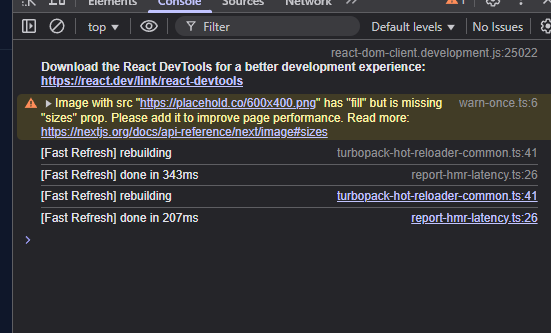 Elements Console Sources Network
1
top Filter Default levels No Issues
react-dom-client.development.js:25022
Download the React DevTools for a better development experience:
https://react.dev/link/react-devtools
Image with src "https://placehold.co/600x400.png" has "fill" but is missing warn-once.ts:6
"sizes" prop. Please add it to improve page performance. Read more:
https://nextjs.org/docs/api-reference/next/image#sizes
[Fast Refresh] rebuilding turbopack-hot-reloader-common.ts:41
[Fast Refresh] done in 343ms report-hmr-latency.ts:26
[Fast Refresh] rebuilding turbopack-hot-reloader-common.ts:41
[Fast Refresh] done in 207ms report-hmr-latency.ts:26